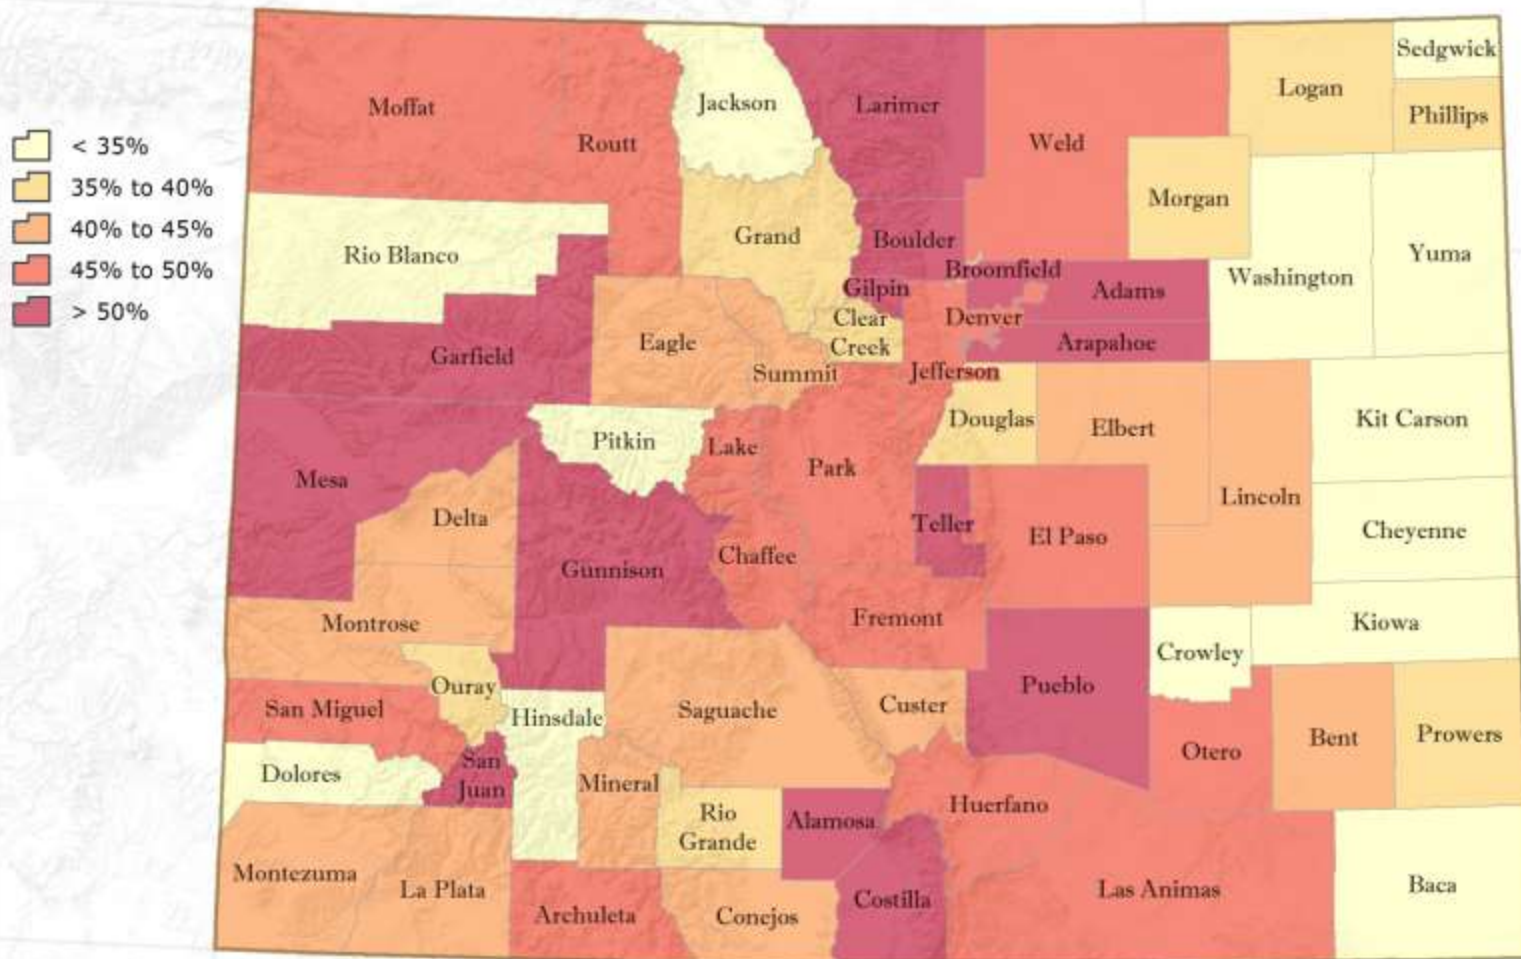 < 35%
35% to 40%
40% to 45%
45% to 50%
> 50%
Sedgwick
Moffat
Jackson
Larimer
Logan
Phillips
Routt
Weld
Morgan
Rio Blanco
Grand
Boulder
Yuma
Broomfield
Washington
Gilpin
Adams
Clear
Creek
Denver
Eagle
Arapahoe
Garfield
Summit
Jefferson
Pitkin
Lake
Douglas
Elbert
Kit Carson
Park
Mesa
Lincoln
Delta
Teller
El Paso
Cheyenne
Gunnison
Chaffee
Montrose
Fremont
Kiowa
Crowley
Ouray
Pueblo
San Miguel
Hinsdale
Saguache
Custer
Otero
Bent
Prowers
Dolores
San
Juan
Mineral
Rio
Grande
Alamosa
Huerfano
Montezuma
La Plata
Las Animas
Baca
Archuleta
Conejos
Costilla